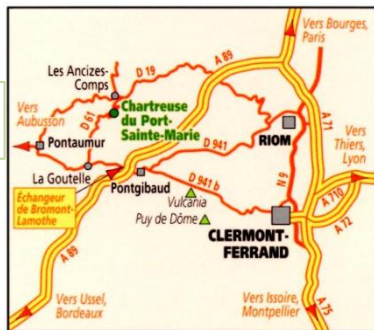 Vers Bourges,
Paris
Les Ancizes-
Comps
D 19
A 89
Chartreuse
du Port-
Sainte-Marie
Vers
Aubusson
D 61
A 71
Pontaumur
D 941
RIOM
Vers
Thiers,
Lyon
La Goutelle
Pontgibaud
D 941 b
N 9
A 710
Échangeur
de Bromont-
Lamothe
Vulcania
Puy de Dôme
A 72
CLERMONT-
FERRAND
A 89
Vers Ussel,
Bordeaux
Vers Issoire,
Montpellier
A 75